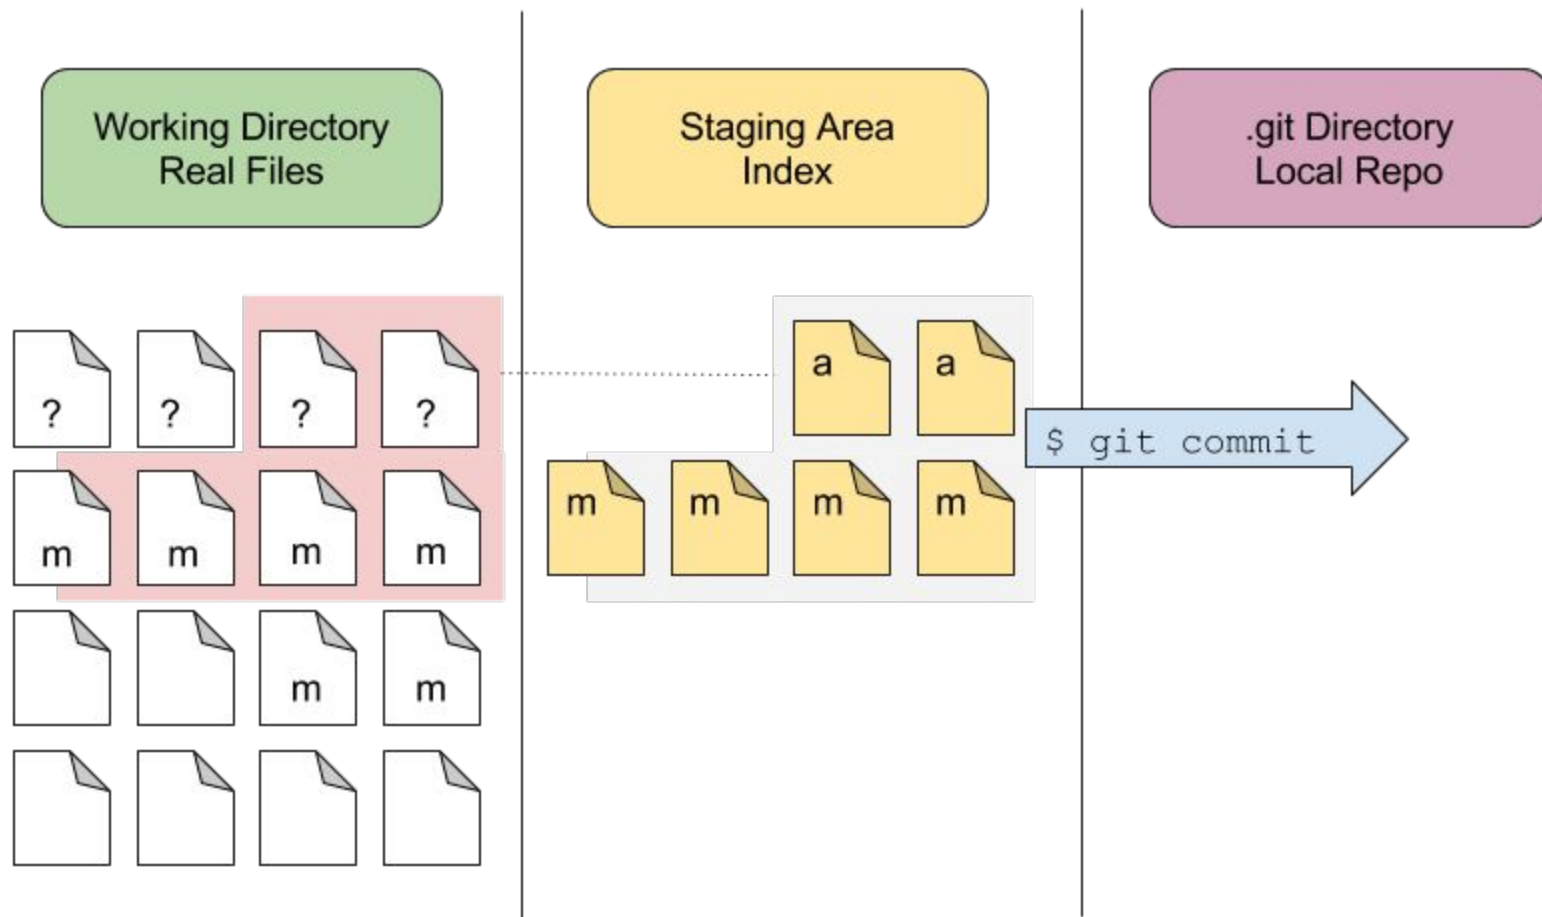 Working Directory
Real Files
Staging Area
Index
.git Directory
Local Repo
? ? ? ?
a a
$ git commit
m m m m
m m m m
m m